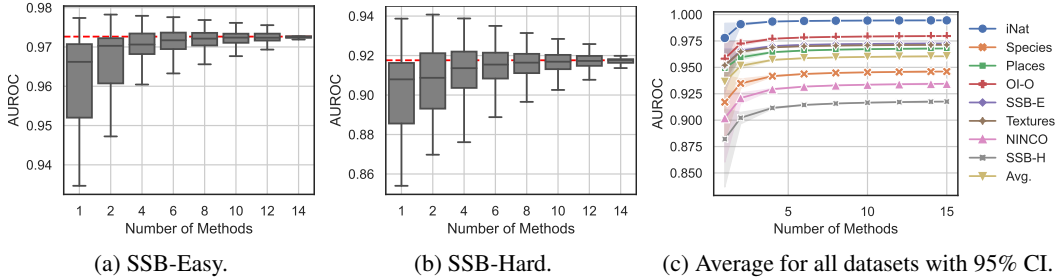 0.98
0.97
0.96
0.95
0.94
AUROC
1 2 4 6 8 10 12 14
Number of Methods
(a) SSB-Easy.
0.94
0.92
0.90
0.88
0.86
AUROC
1 2 4 6 8 10 12 14
Number of Methods
(b) SSB-Hard.
1.000
0.975
0.950
0.925
0.900
0.875
0.850
AUROC
5 10 15
Number of Methods
iNat
Species
Places
OI-O
SSB-E
Textures
NINCO
SSB-H
Avg.
(c) Average for all datasets with 95% CI.